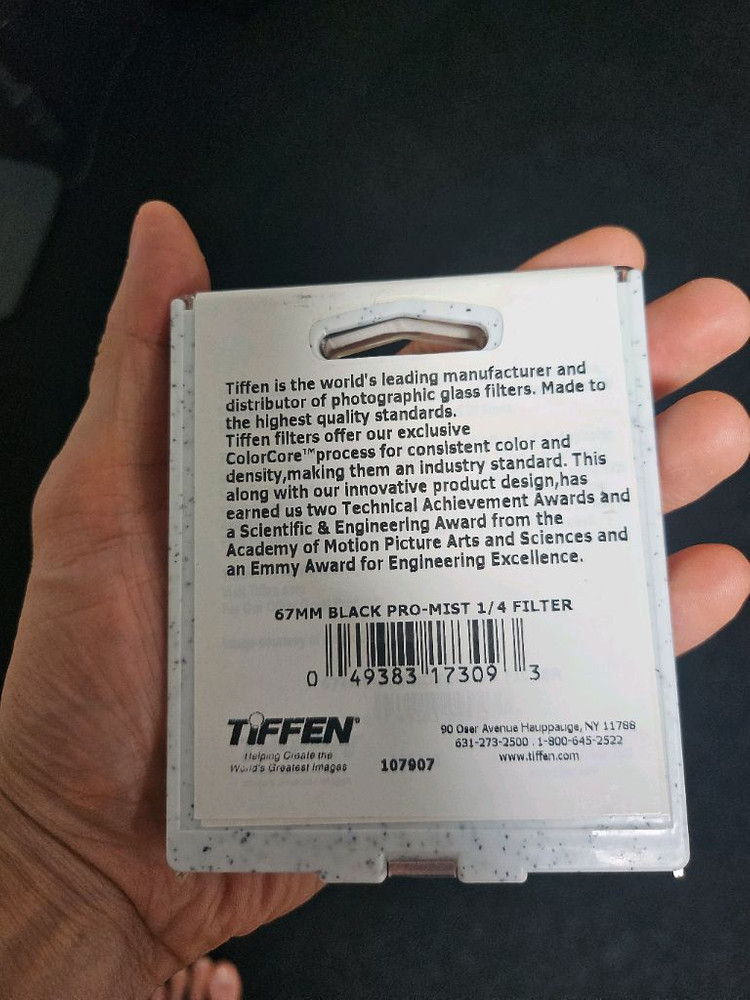 Tiffen is the world's leading manufacturer and
distributor of photographic glass filters. Made to
the highest quality standards.
Tiffen filters offer our exclusive
ColorCore™process for consistent color and
density,making them an industry standard. This
along with our innovative product design,has
earned us two Technical Achievement Awards and
a Scientific & Engineering Award from the
Academy of Motion Picture Arts and Sciences and
an Emmy Award for Engineering Excellence.
67MM BLACK PRO-MIST 1/4 FILTER
0 49383 17309 3
TIFFEN®
Helping Create the
World's Greatest Images
107907
90 Oser Avenue Hauppauge, NY 11788
631-273-2500 . 1-800-645-2522
www.tiffen.com